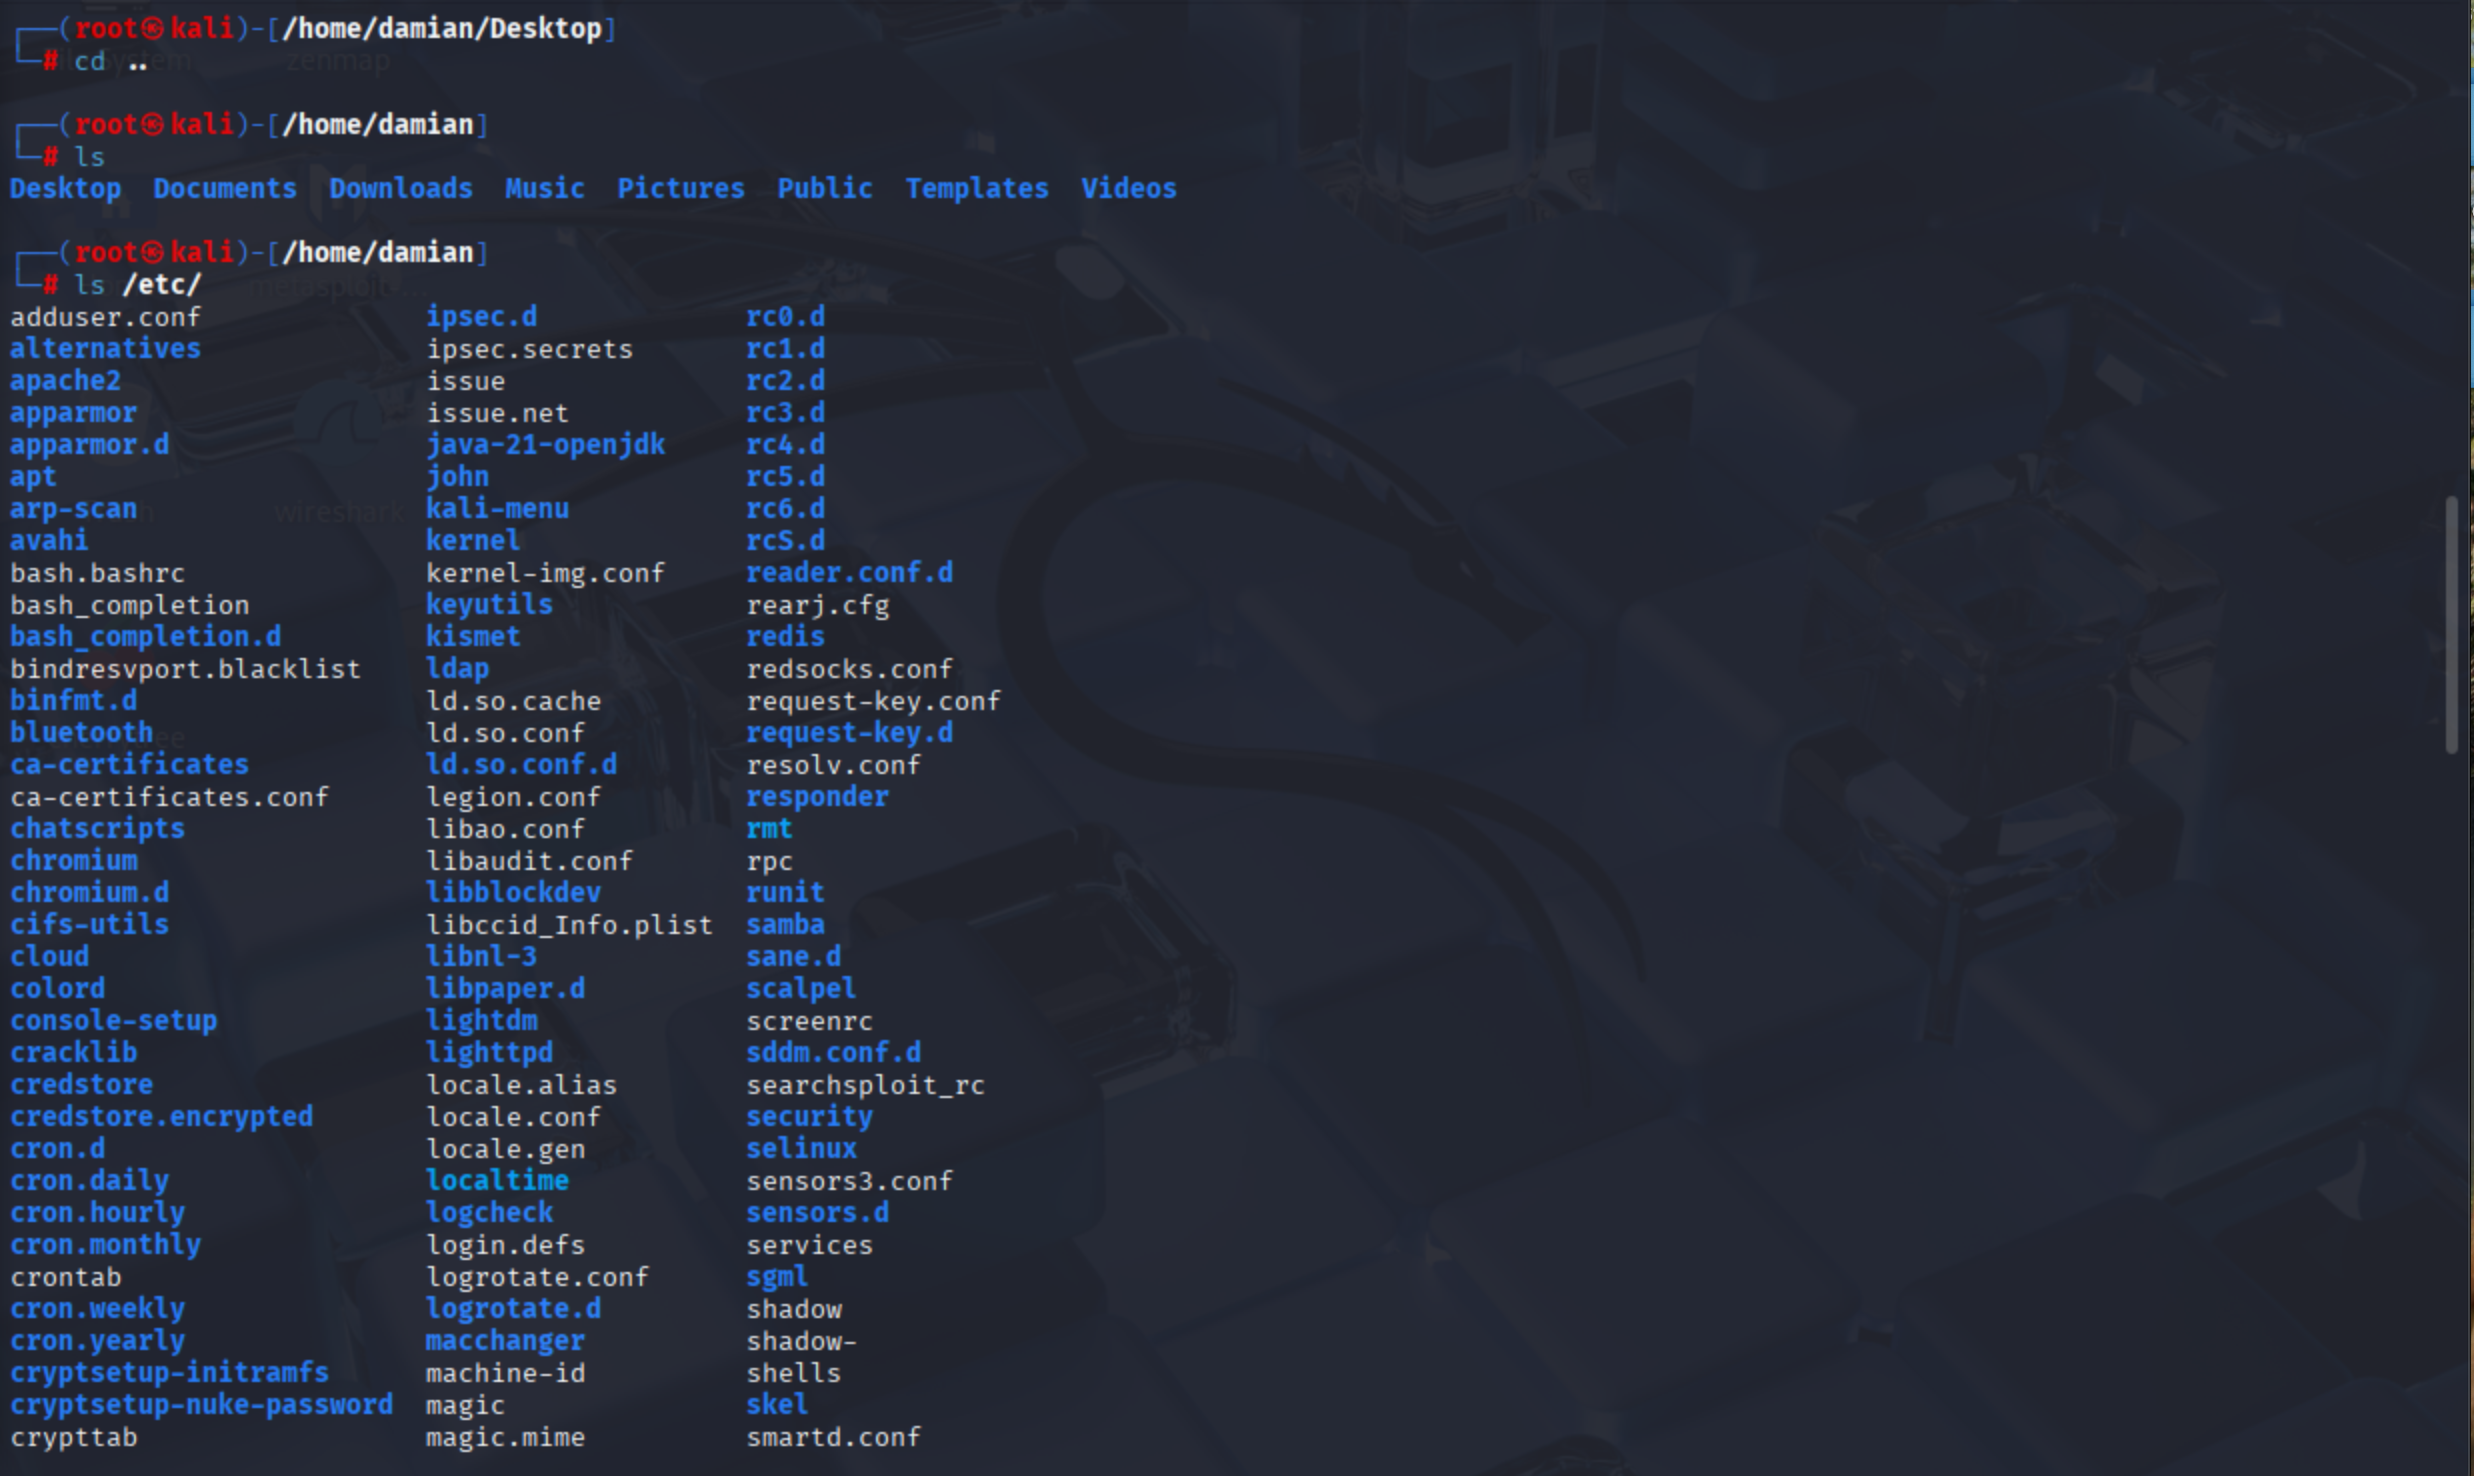 ┌──(root㉿kali)-[/home/damian/Desktop]
└─# cd ..
┌──(root㉿kali)-[/home/damian]
└─# ls
Desktop  Documents  Downloads  Music  Pictures  Public  Templates  Videos
┌──(root㉿kali)-[/home/damian]
└─# ls /etc/
adduser.conf  ipsec.d  rc0.d
alternatives  ipsec.secrets  rc1.d
apache2  issue  rc2.d
apparmor  issue.net  rc3.d
apparmor.d  java-21-openjdk  rc4.d
apt  john  rc5.d
arp-scan  kali-menu  rc6.d
avahi  kernel  rcS.d
bash.bashrc  kernel-img.conf  reader.conf.d
bash_completion  keyutils  rearj.cfg
bash_completion.d  kismet  redis
bindresvport.blacklist  ldap  redsocks.conf
binfmt.d  ld.so.cache  request-key.conf
bluetooth  ld.so.conf  request-key.d
ca-certificates  ld.so.conf.d  resolv.conf
ca-certificates.conf  legion.conf  responder
chatscripts  libao.conf  rmt
chromium  libaudit.conf  rpc
chromium.d  libblockdev  runit
cifs-utils  libccid_Info.plist  samba
cloud  libnl-3  sane.d
colord  libpaper.d  scalpel
console-setup  lightdm  screenrc
cracklib  lighttpd  sddm.conf.d
credstore  locale.alias  searchsploit_rc
credstore.encrypted  locale.conf  security
cron.d  locale.gen  selinux
cron.daily  localtime  sensors3.conf
cron.hourly  logcheck  sensors.d
cron.monthly  login.defs  services
crontab  logrotate.conf  sgml
cron.weekly  logrotate.d  shadow
cron.yearly  macchanger  shadow-
cryptsetup-initramfs  machine-id  shells
cryptsetup-nuke-password  magic  skel
crypttab  magic.mime  smartd.conf
zenmap
wireshark